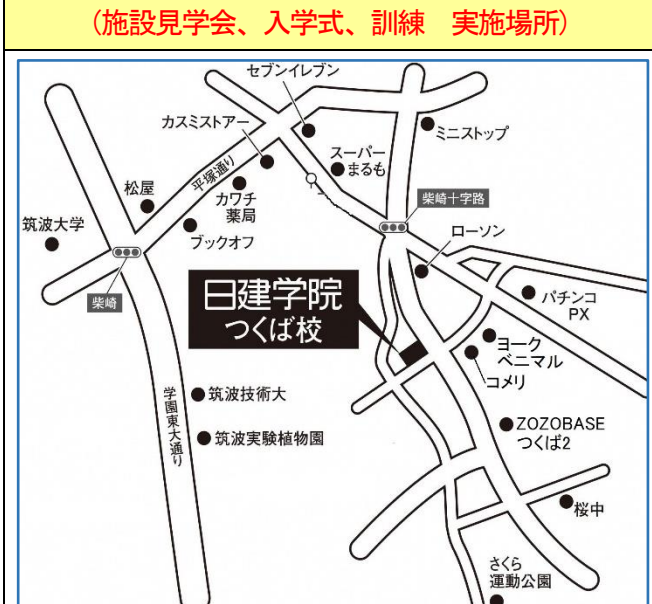 (施設見学会、入学式、訓練　実施場所)
セブンイレブン
カスミストアー
ミニストップ
スーパー
まるも
平塚通り
松屋
カワチ
薬局
柴崎十字路
筑波大学
ブックオフ
ローソン
柴崎
日建学院
つくば校
パチンコ
PX
ヨーク
ベニマル
コメリ
学園東大通り
筑波技術大
筑波実験植物園
ZOZOBASE
つくば2
桜中
さくら
運動公園